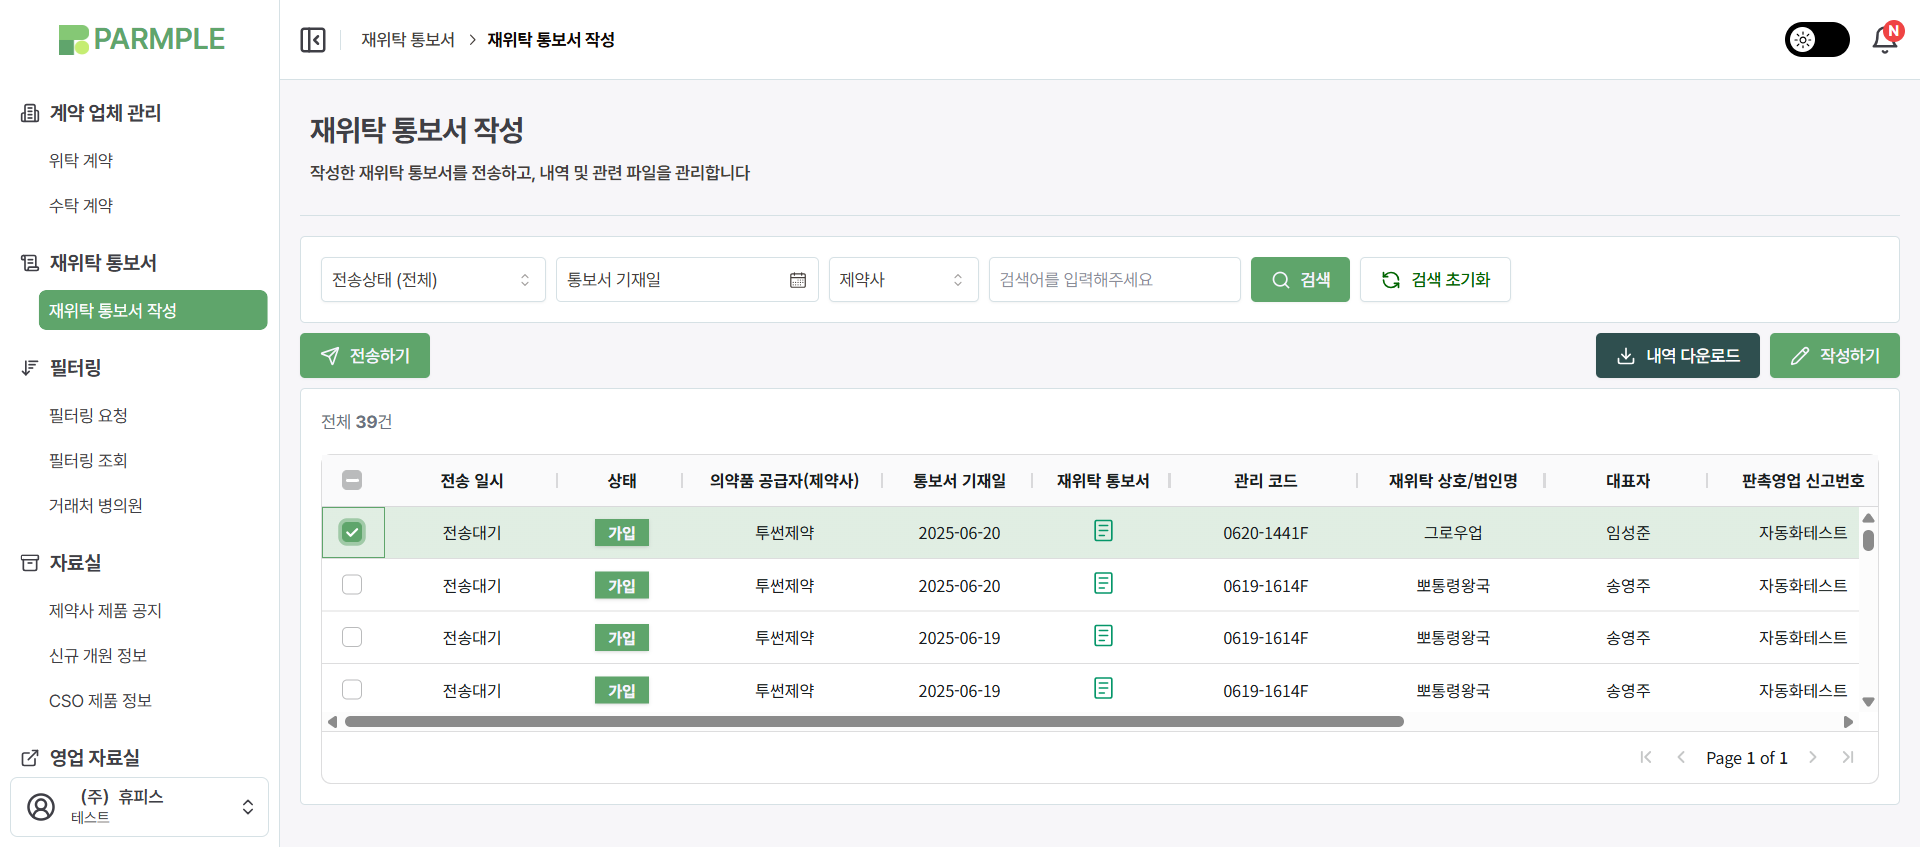 PARMPLE
계약 업체 관리
위탁 계약
수탁 계약
재위탁 통보서
재위탁 통보서 작성
필터링
필터링 요청
필터링 조회
거래처 병의원
자료실
제약사 제품 공지
신규 개원 정보
CSO 제품 정보
영업 자료실
(주) 휴피스
테스트
재위탁 통보서 > 재위탁 통보서 작성
N
재위탁 통보서 작성
작성한 재위탁 통보서를 전송하고, 내역 및 관련 파일을 관리합니다
전송상태 (전체) 통보서 기재일 제약사 검색어를 입력해주세요 검색 검색 초기화
전송하기 내역 다운로드 작성하기
전체 39건
전송 일시 상태 의약품 공급자(제약사) 통보서 기재일 재위탁 통보서 관리 코드 재위탁 상호/법인명 대표자 판촉영업 신고번호
전송대기 가입 투썬제약 2025-06-20 0620-1441F 그로우업 임성준 자동화테스트
전송대기 가입 투썬제약 2025-06-20 0619-1614F 뽀통령왕국 송영주 자동화테스트
전송대기 가입 투썬제약 2025-06-19 0619-1614F 뽀통령왕국 송영주 자동화테스트
전송대기 가입 투썬제약 2025-06-19 0619-1614F 뽀통령왕국 송영주 자동화테스트
Page 1 of 1